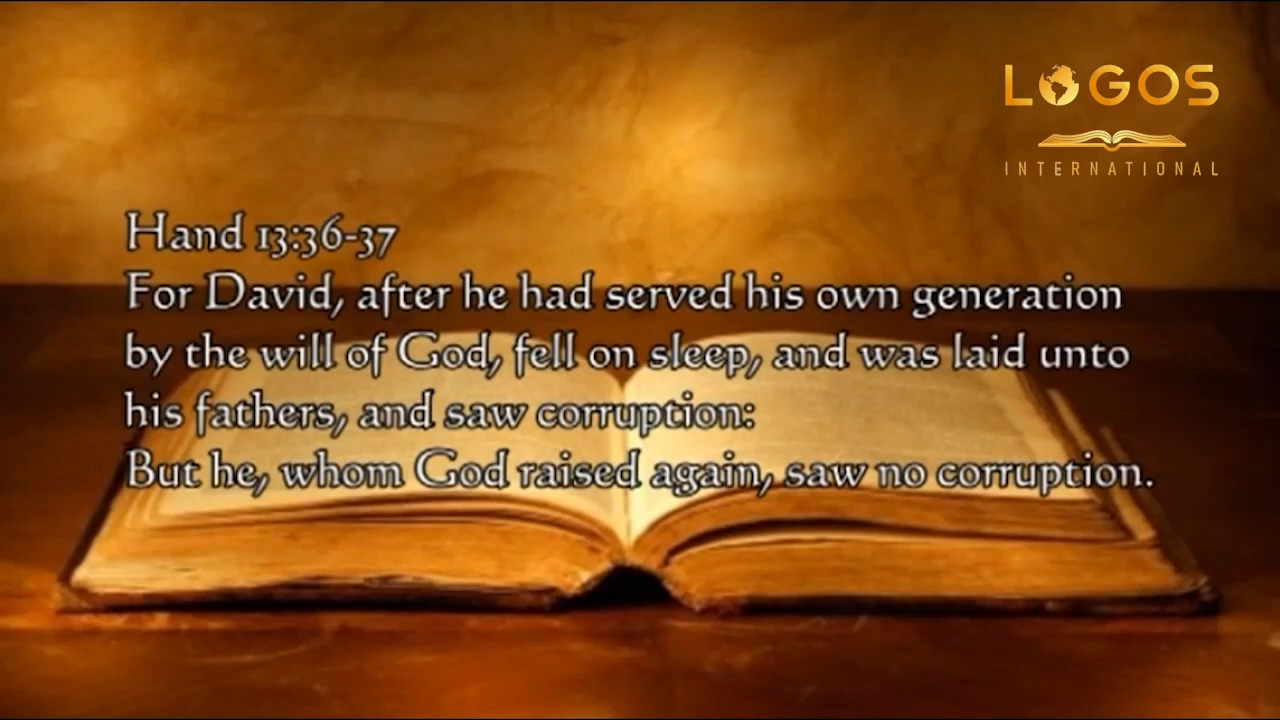 LOGOS
INTERNATIONAL
Hand 13:36-37
For David, after he had served his own generation
by the will of God, fell on sleep, and was laid unto
his fathers, and saw corruption:
But he, whom God raised again, saw no corruption.